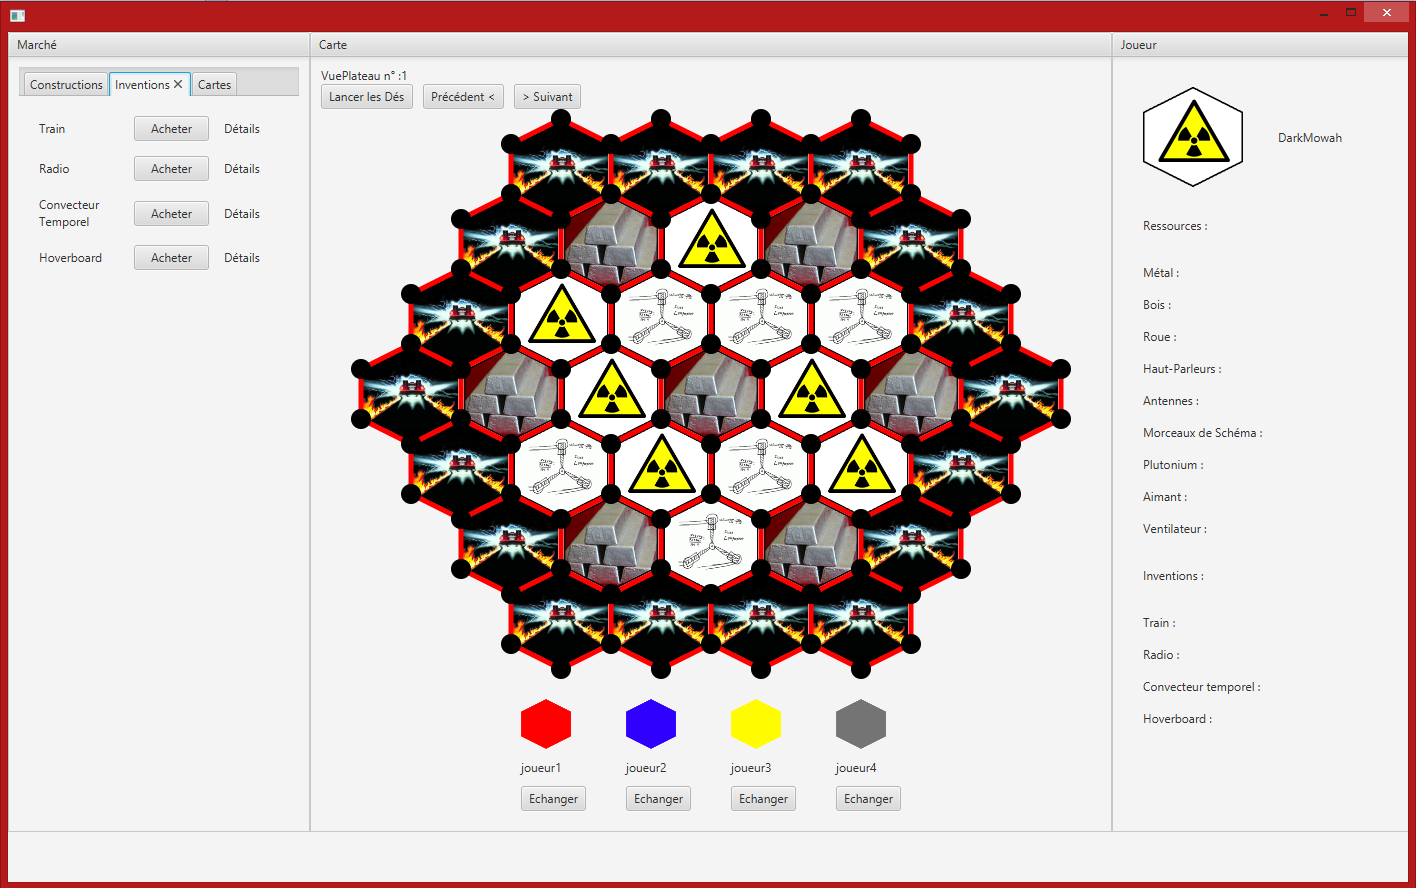 Marché
Carte
Joueur
Constructions
Inventions
Cartes
Train
Acheter
Détails
Radio
Acheter
Détails
Convecteur
Temporel
Acheter
Détails
Hoverboard
Acheter
Détails
VuePlateau n° :1
Lancer les Dés
Précédent <
> Suivant
joueur1
joueur2
joueur3
joueur4
Echanger
Echanger
Echanger
Echanger
DarkMowah
Ressources :
Métal :
Bois :
Roue :
Haut-Parleurs :
Antennes :
Morceaux de Schéma :
Plutonium :
Aimant :
Ventilateur :
Inventions :
Train :
Radio :
Convecteur temporel :
Hoverboard :